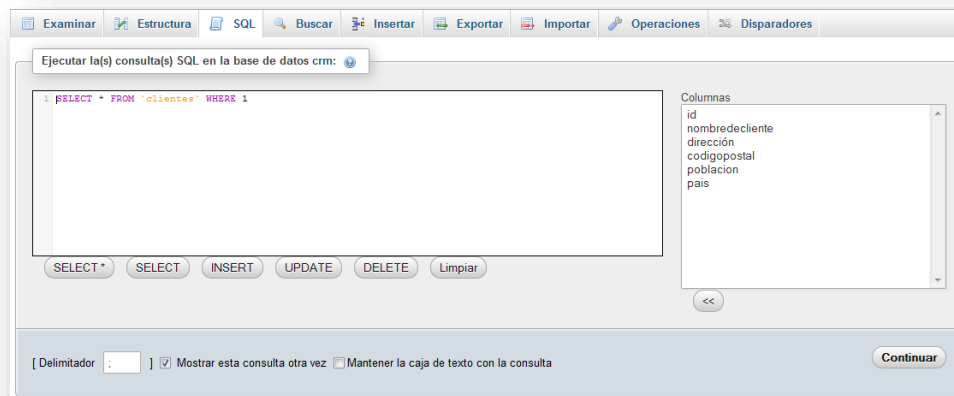 Examinar Estructura SQL Buscar Insertar Exportar Importar Operaciones Disparadores
Ejecutar la(s) consulta(s) SQL en la base de datos crm:
1 SELECT * FROM `clientes` WHERE 1
Columnas
id
nombredecliente
dirección
codigopostal
poblacion
pais
SELECT * SELECT INSERT UPDATE DELETE Limpiar
<<
[ Delimitador ; ] Mostrar esta consulta otra vez Mantener la caja de texto con la consulta
Continuar